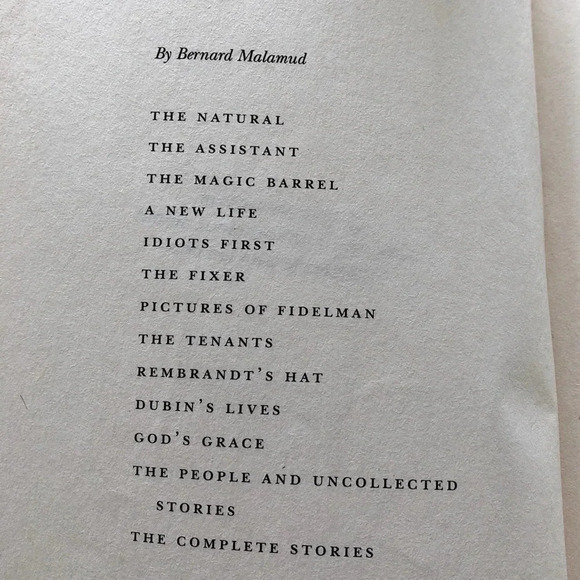 By Bernard Malamud
THE NATURAL
THE ASSISTANT
THE MAGIC BARREL
A NEW LIFE
IDIOTS FIRST
THE FIXER
PICTURES OF FIDELMAN
THE TENANTS
REMBRANDT'S HAT
DUBIN'S LIVES
GOD'S GRACE
THE PEOPLE AND UNCOLLECTED
STORIES
THE COMPLETE STORIES